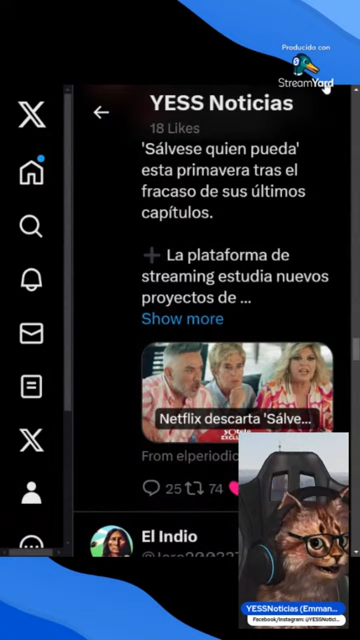 Producido con
StreamYard
YESS Noticias
18 Likes
'Sálvese quien pueda'
esta primavera tras el
fracaso de sus últimos
capítulos.
➕ La plataforma de
streaming estudia nuevos
proyectos de ...
Show more
Netflix descarta 'Sálve...
From elperiodic
25 74
El Indio
YESSNoticias (Emman...
Facebook/Instagram: @YESSNotici...